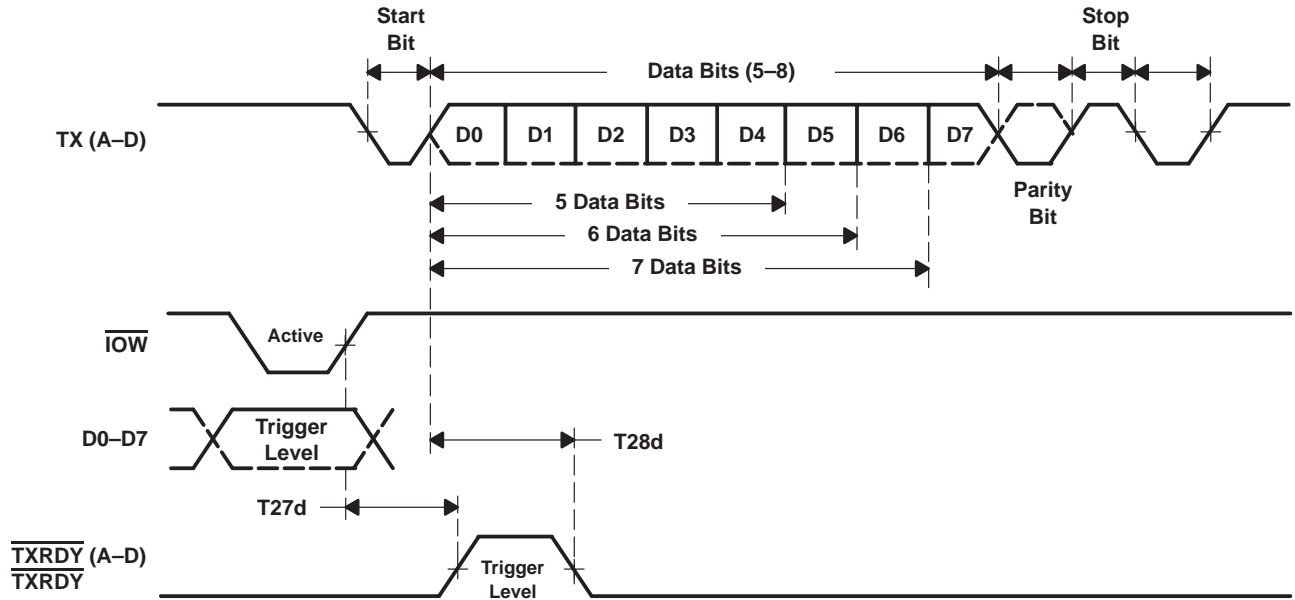 Start
Bit
Stop
Bit
Data Bits (5–8)
TX (A–D)
D0 D1 D2 D3 D4 D5 D6 D7
Parity
Bit
5 Data Bits
6 Data Bits
7 Data Bits
IOW
Active
D0–D7
Trigger
Level
T28d
T27d
TXRDY (A–D)
TXRDY
Trigger
Level